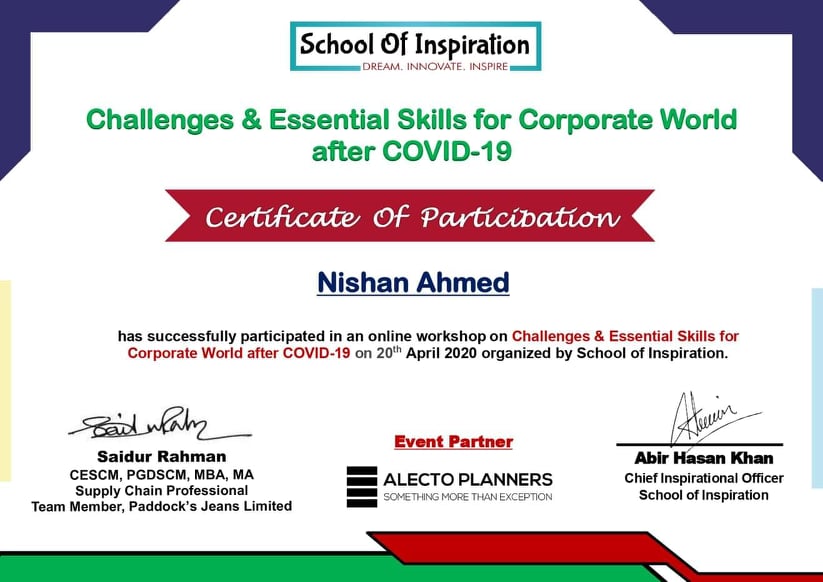 School Of Inspiration
DREAM. INNOVATE. INSPIRE
Challenges & Essential Skills for Corporate World
after COVID-19
Certificate Of Participation
Nishan Ahmed
has successfully participated in an online workshop on Challenges & Essential Skills for
Corporate World after COVID-19 on 20th April 2020 organized by School of Inspiration.
Saidur Rahman
CESCM, PGDSCM, MBA, MA
Supply Chain Professional
Team Member, Paddock's Jeans Limited
Event Partner
ALECTO PLANNERS
SOMETHING MORE THAN EXCEPTION
Abir Hasan Khan
Chief Inspirational Officer
School of Inspiration